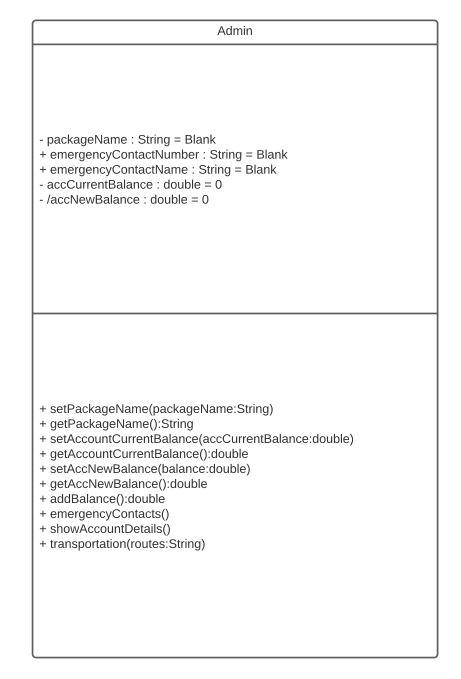 Admin
- packageName : String = Blank
+ emergencyContactNumber : String = Blank
+ emergencyContactName : String = Blank
- accCurrentBalance : double = 0
- /accNewBalance : double = 0
+ setPackageName(packageName:String)
+ getPackageName():String
+ setAccountCurrentBalance(accCurrentBalance:double)
+ getAccountCurrentBalance():double
+ setAccNewBalance(balance:double)
+ getAccNewBalance():double
+ addBalance():double
+ emergencyContacts()
+ showAccountDetails()
+ transportation(routes:String)